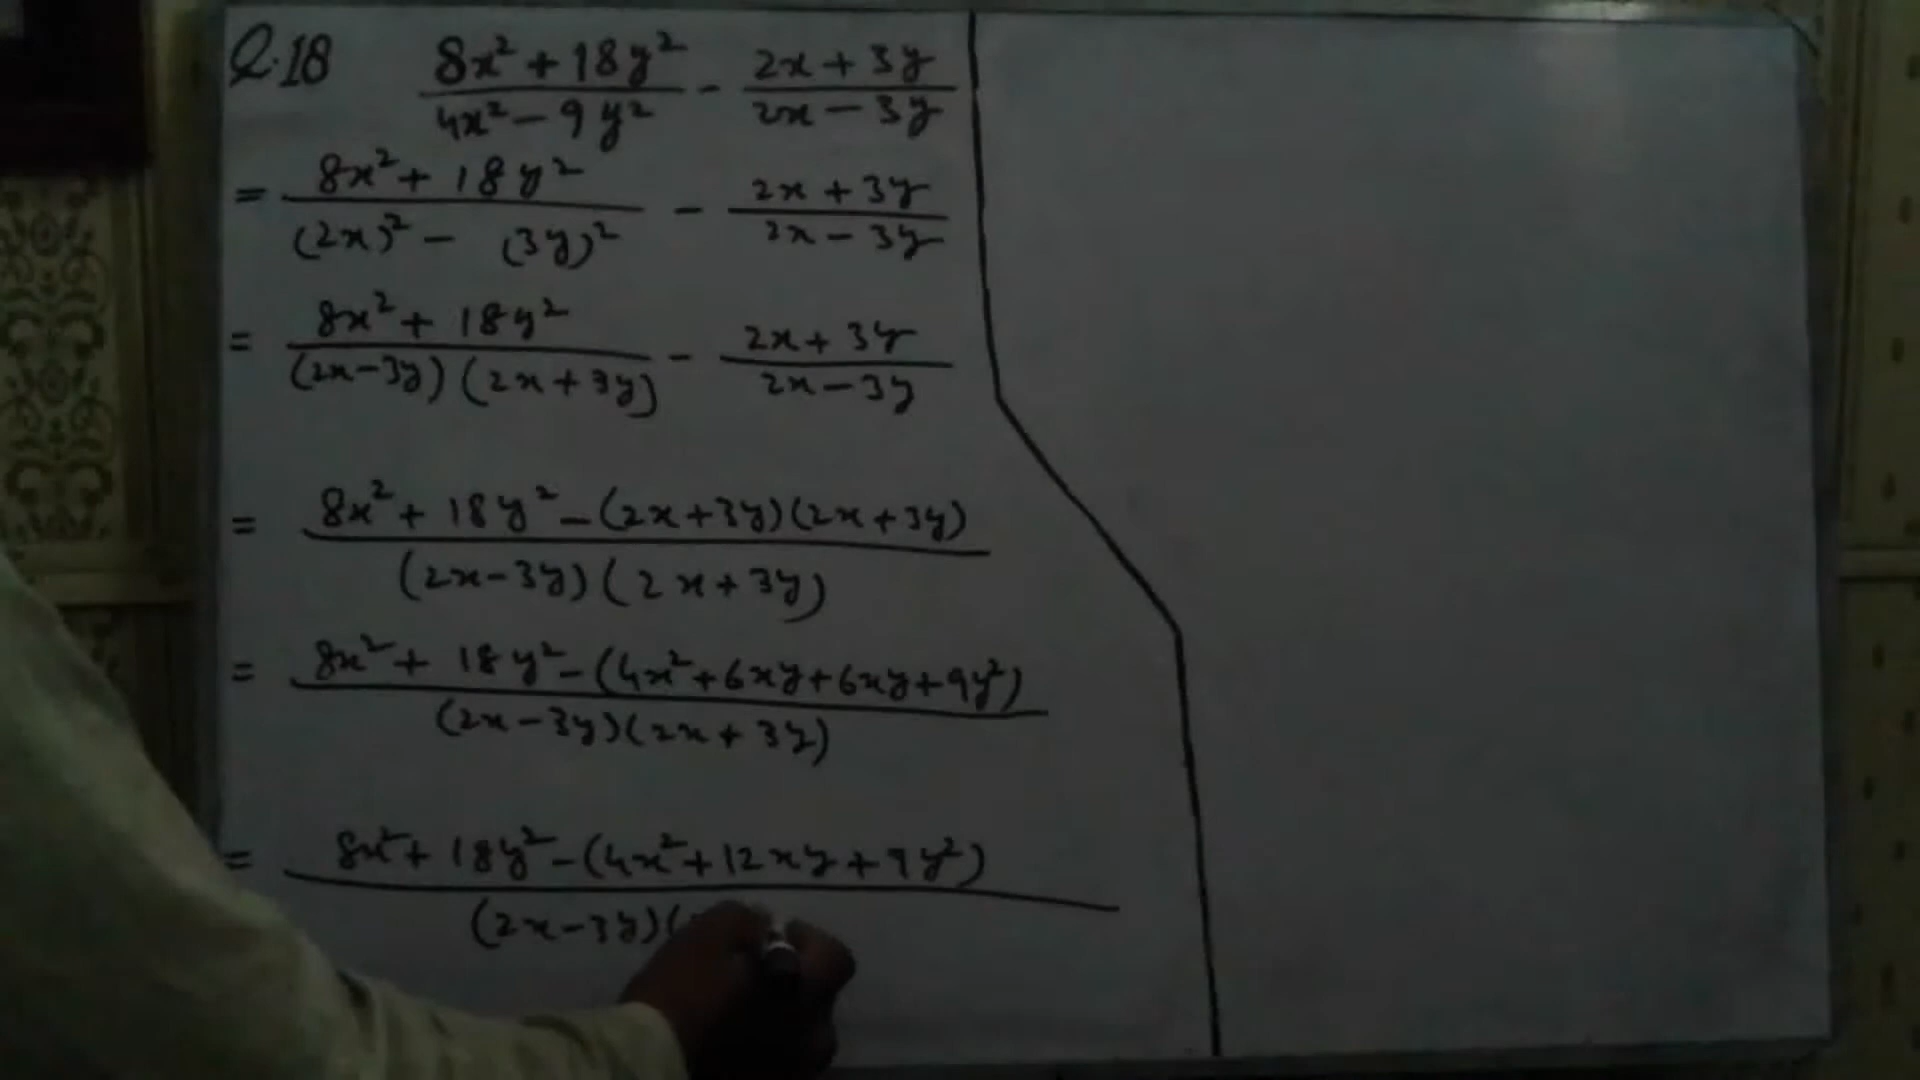 Q.18 (8x² + 18y²)/(4x² - 9y²) - (2x + 3y)/(2x - 3y)
= (8x² + 18y²)/((2x)² - (3y)²) - (2x + 3y)/(2x - 3y)
= (8x² + 18y²)/((2x-3y)(2x+3y)) - (2x + 3y)/(2x - 3y)
= (8x² + 18y² - (2x+3y)(2x+3y))/((2x-3y)(2x+3y))
= (8x² + 18y² - (4x²+6xy+6xy+9y²))/((2x-3y)(2x+3y))
= (8x² + 18y² - (4x²+12xy+9y²))/((2x-3y)(